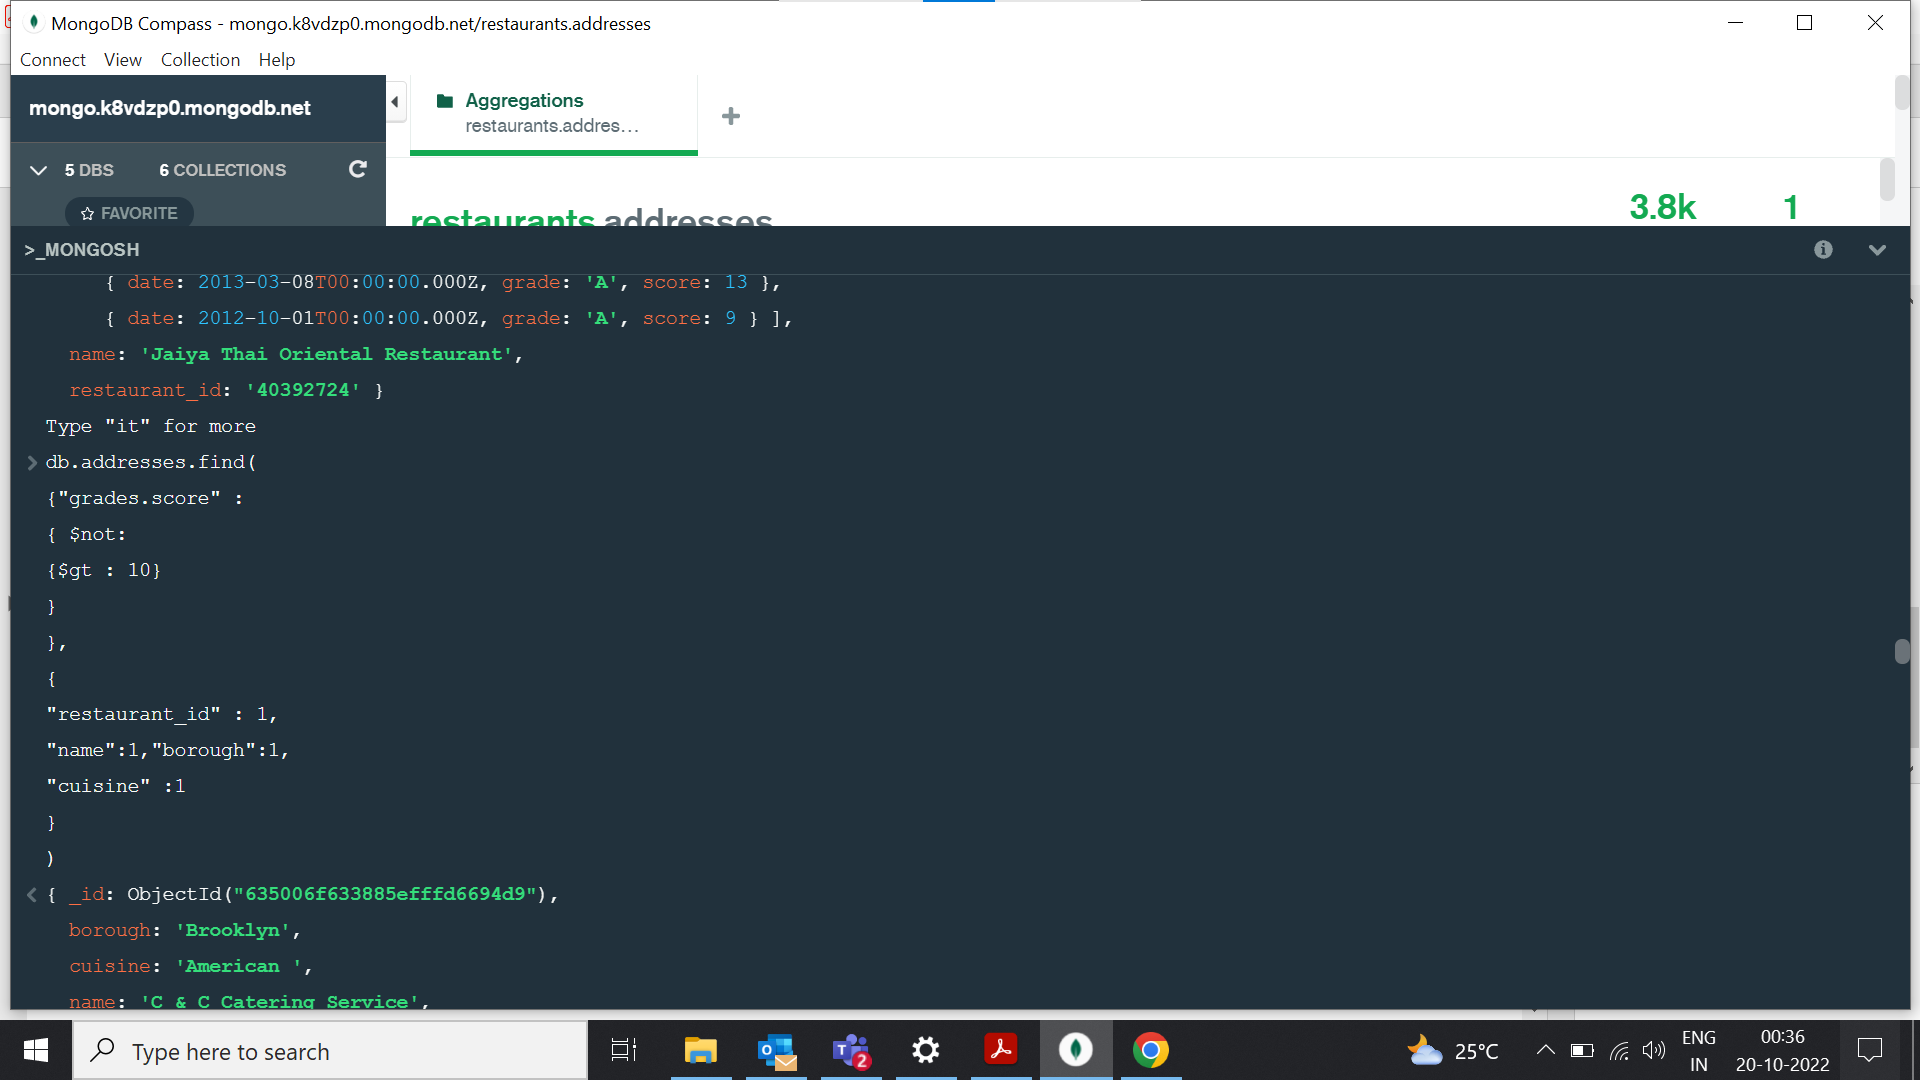 MongoDB Compass - mongo.k8vdzp0.mongodb.net/restaurants.addresses
Connect View Collection Help
mongo.k8vdzp0.mongodb.net
Aggregations
restaurants.addres...
5 DBS 6 COLLECTIONS
FAVORITE
restaurants.addresses
3.8k 1
>_MONGOSH
{ date: 2013-03-08T00:00:00.000Z, grade: 'A', score: 13 },
{ date: 2012-10-01T00:00:00.000Z, grade: 'A', score: 9 } ],
name: 'Jaiya Thai Oriental Restaurant',
restaurant_id: '40392724' }
Type "it" for more
db.addresses.find(
{"grades.score" :
{ $not:
{$gt : 10}
}
},
{
"restaurant_id" : 1,
"name":1,"borough":1,
"cuisine" :1
}
)
{ _id: ObjectId("635006f633885efffd6694d9"),
borough: 'Brooklyn',
cuisine: 'American ',
name: 'C & C Catering Service',
Type here to search
T
2
25°C
ENG
IN
00:36
20-10-2022